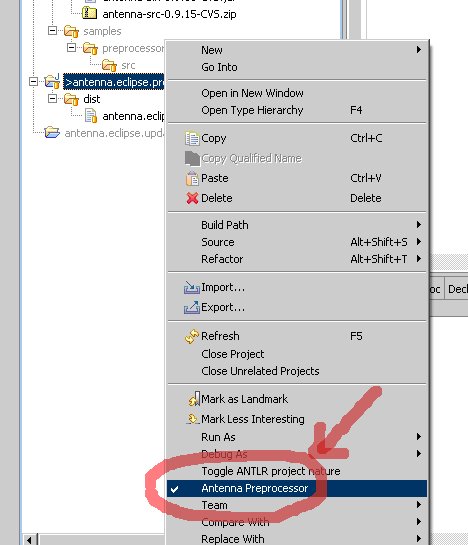 antenna-src-0.9.15-CVS.zip
samples
preprocessor
src
>antenna.eclipse.pre
dist
antenna.ecli
antenna.eclipse.upda
New
Go Into
Open in New Window
Open Type Hierarchy F4
Copy Ctrl+C
Copy Qualified Name
Paste Ctrl+V
Delete Delete
Build Path
Source Alt+Shift+S
Refactor Alt+Shift+T
Import...
Export...
Refresh F5
Close Project
Close Unrelated Projects
Mark as Landmark
Mark Less Interesting
Run As
Debug As
Toggle ANTLR project nature
Antenna Preprocessor
Team
Compare With
Replace With
oc Decl